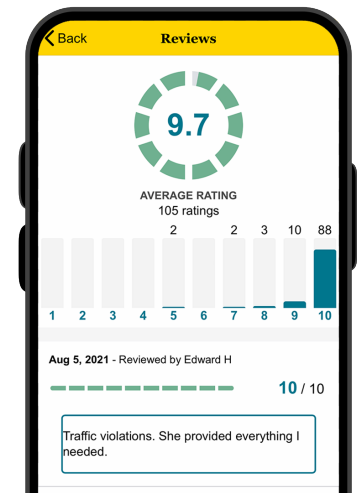 Back
Reviews
9.7
AVERAGE RATING
105 ratings
2 2 3 10 88
1 2 3 4 5 6 7 8 9 10
Aug 5, 2021 - Reviewed by Edward H
10 / 10
Traffic violations. She provided everything I
needed.